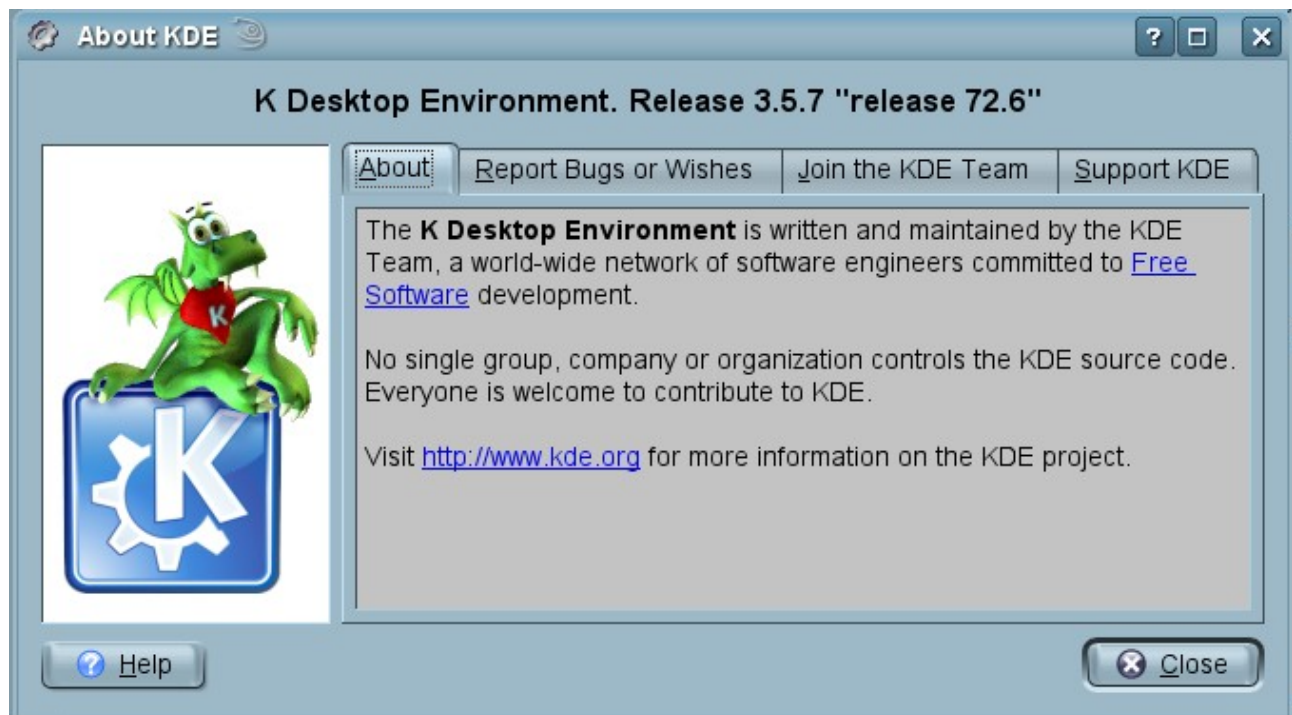 About KDE
K Desktop Environment. Release 3.5.7 "release 72.6"
About
Report Bugs or Wishes
Join the KDE Team
Support KDE
The K Desktop Environment is written and maintained by the KDE
Team, a world-wide network of software engineers committed to Free
Software development.
No single group, company or organization controls the KDE source code.
Everyone is welcome to contribute to KDE.
Visit http://www.kde.org for more information on the KDE project.
K
K
? Help
Close